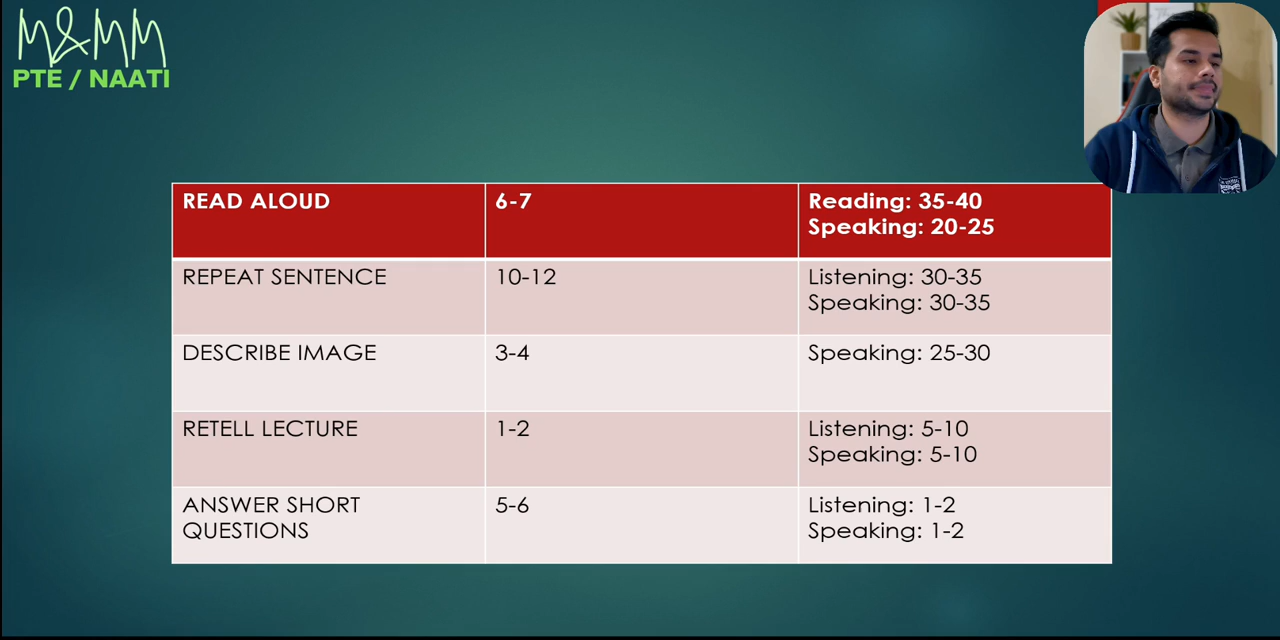 M&MM
PTE / NAATI
READ ALOUD
6-7
Reading: 35-40
Speaking: 20-25
REPEAT SENTENCE
10-12
Listening: 30-35
Speaking: 30-35
DESCRIBE IMAGE
3-4
Speaking: 25-30
RETELL LECTURE
1-2
Listening: 5-10
Speaking: 5-10
ANSWER SHORT
QUESTIONS
5-6
Listening: 1-2
Speaking: 1-2